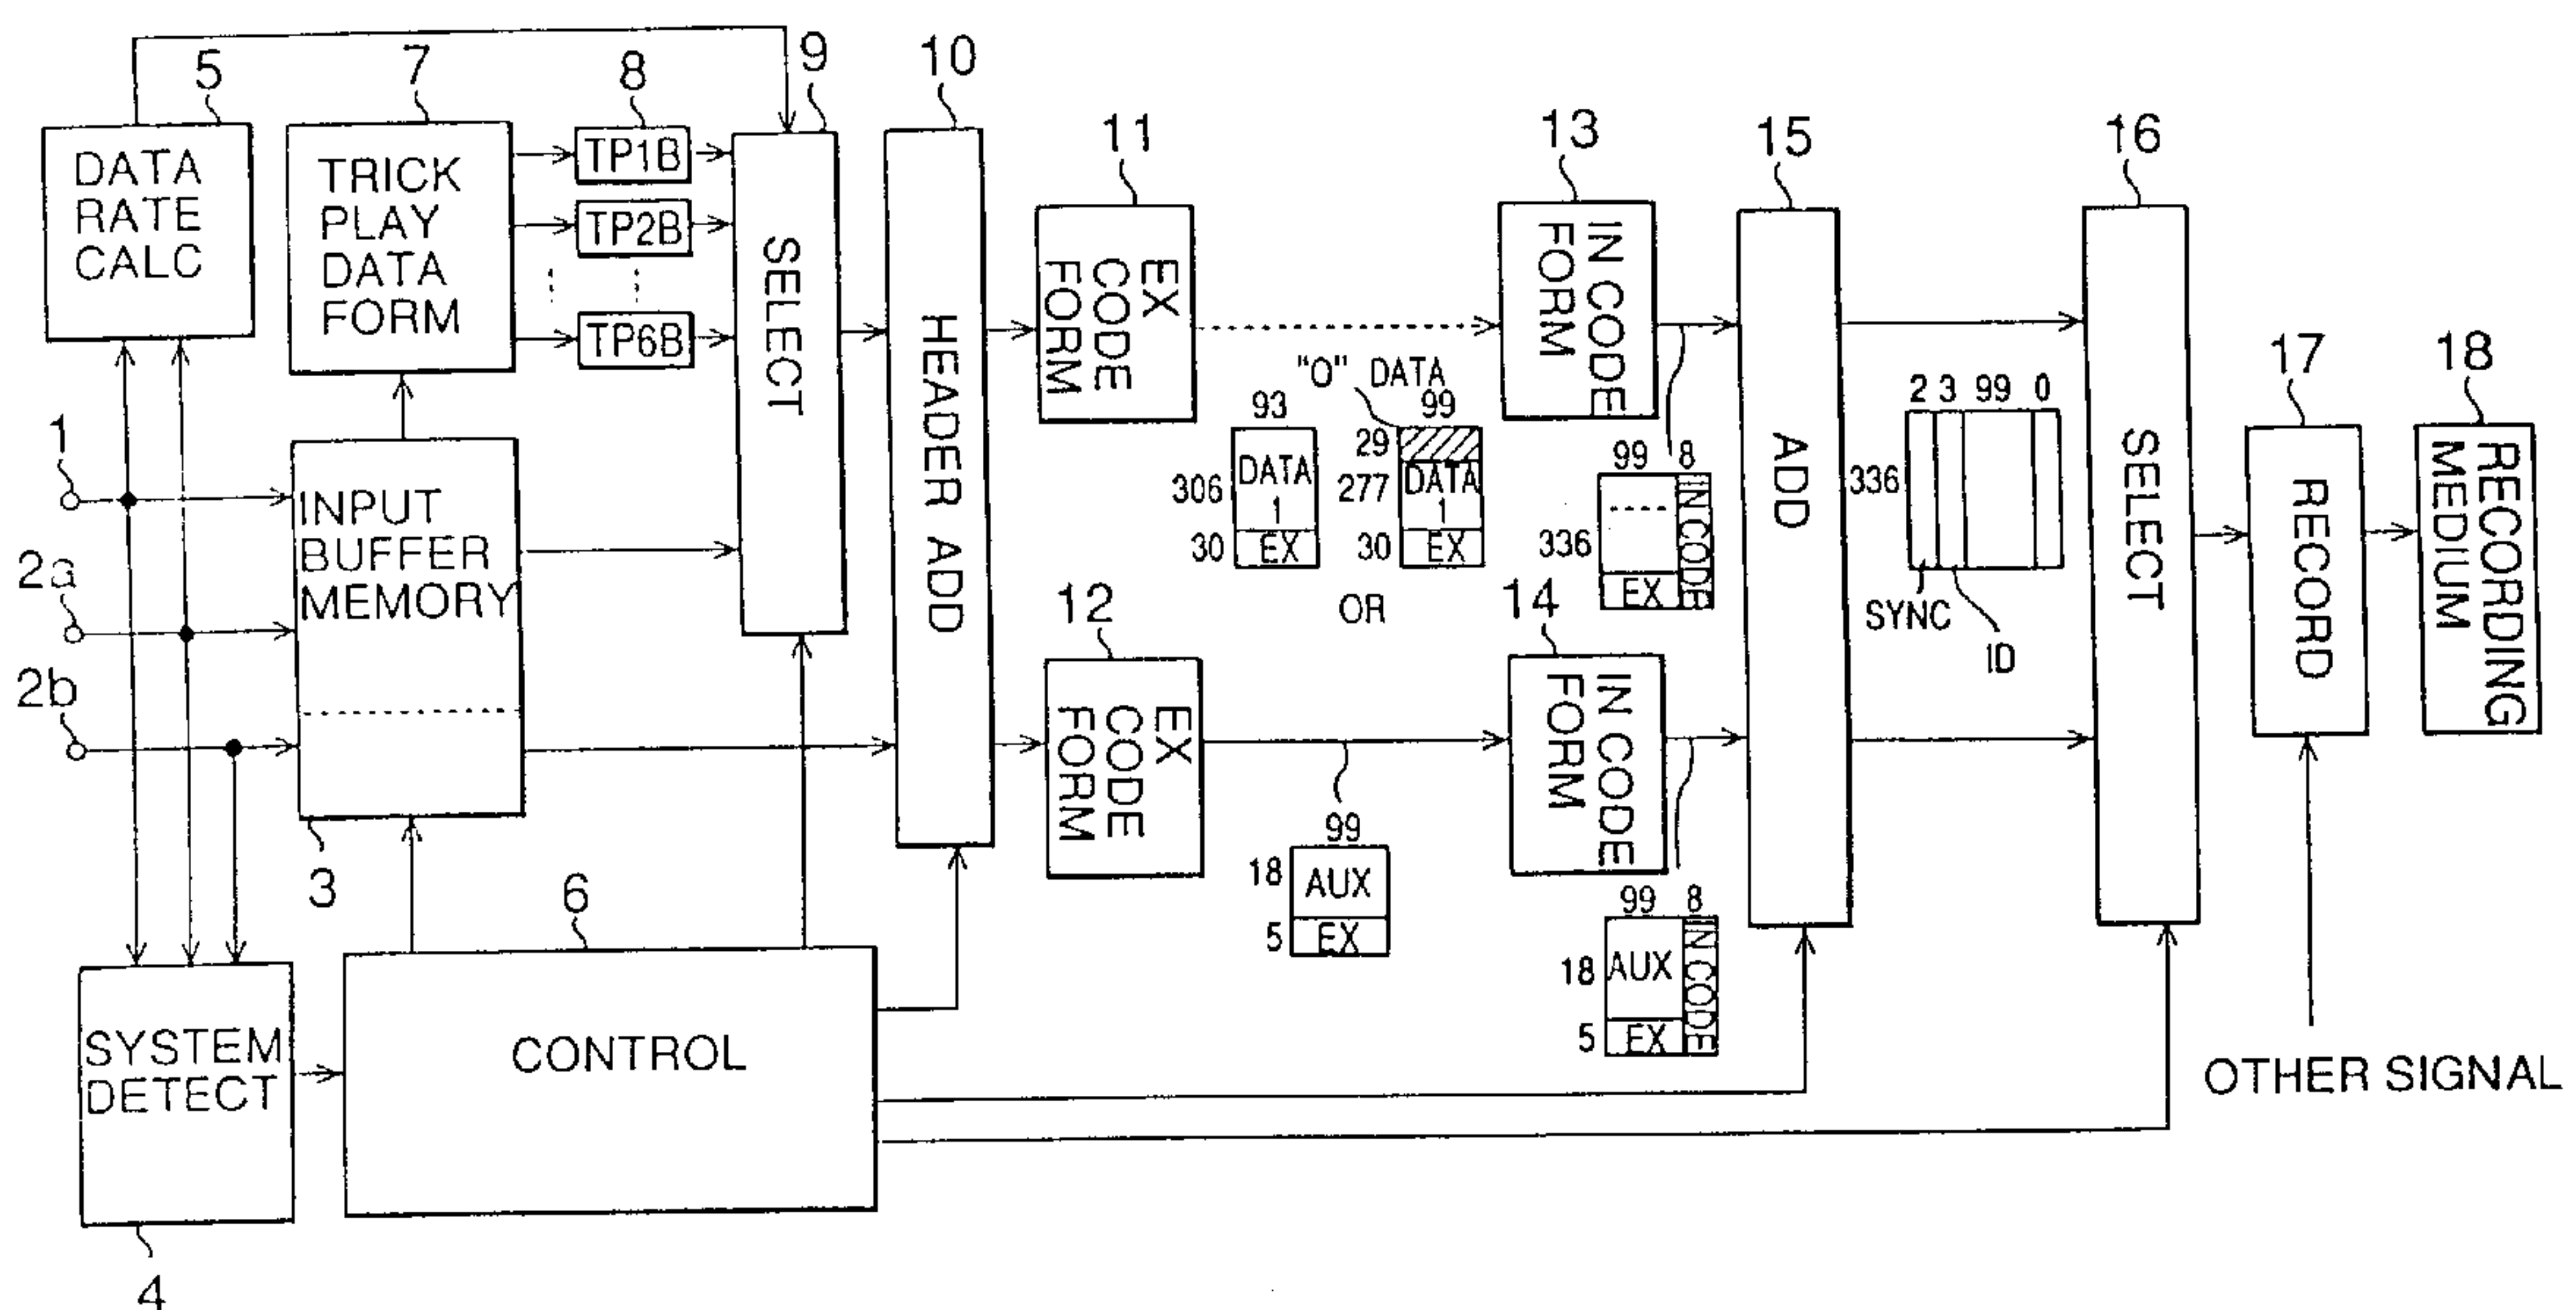 5
7
8
9
10
11
13
15
16
17
18
DATA
RATE
CALC
TRICK
PLAY
DATA
FORM
TP1B
TP2B
TP6B
SELECT
HEADER ADD
EX
CODE
FORM
"0" DATA
93
306
DATA
1
30
EX
99
29
277
DATA
1
30
EX
OR
IN CODE
FORM
99 8
336
EX
IN CODE
ADD
2 3 99 0
336
SYNC
ID
SELECT
RECORD
RECORDING
MEDIUM
1
2a
2b
INPUT
BUFFER
MEMORY
3
12
EX
CODE
FORM
99
18
AUX
5
EX
14
IN CODE
FORM
99 8
18
AUX
5
EX
IN CODE
6
CONTROL
SYSTEM
DETECT
4
OTHER SIGNAL